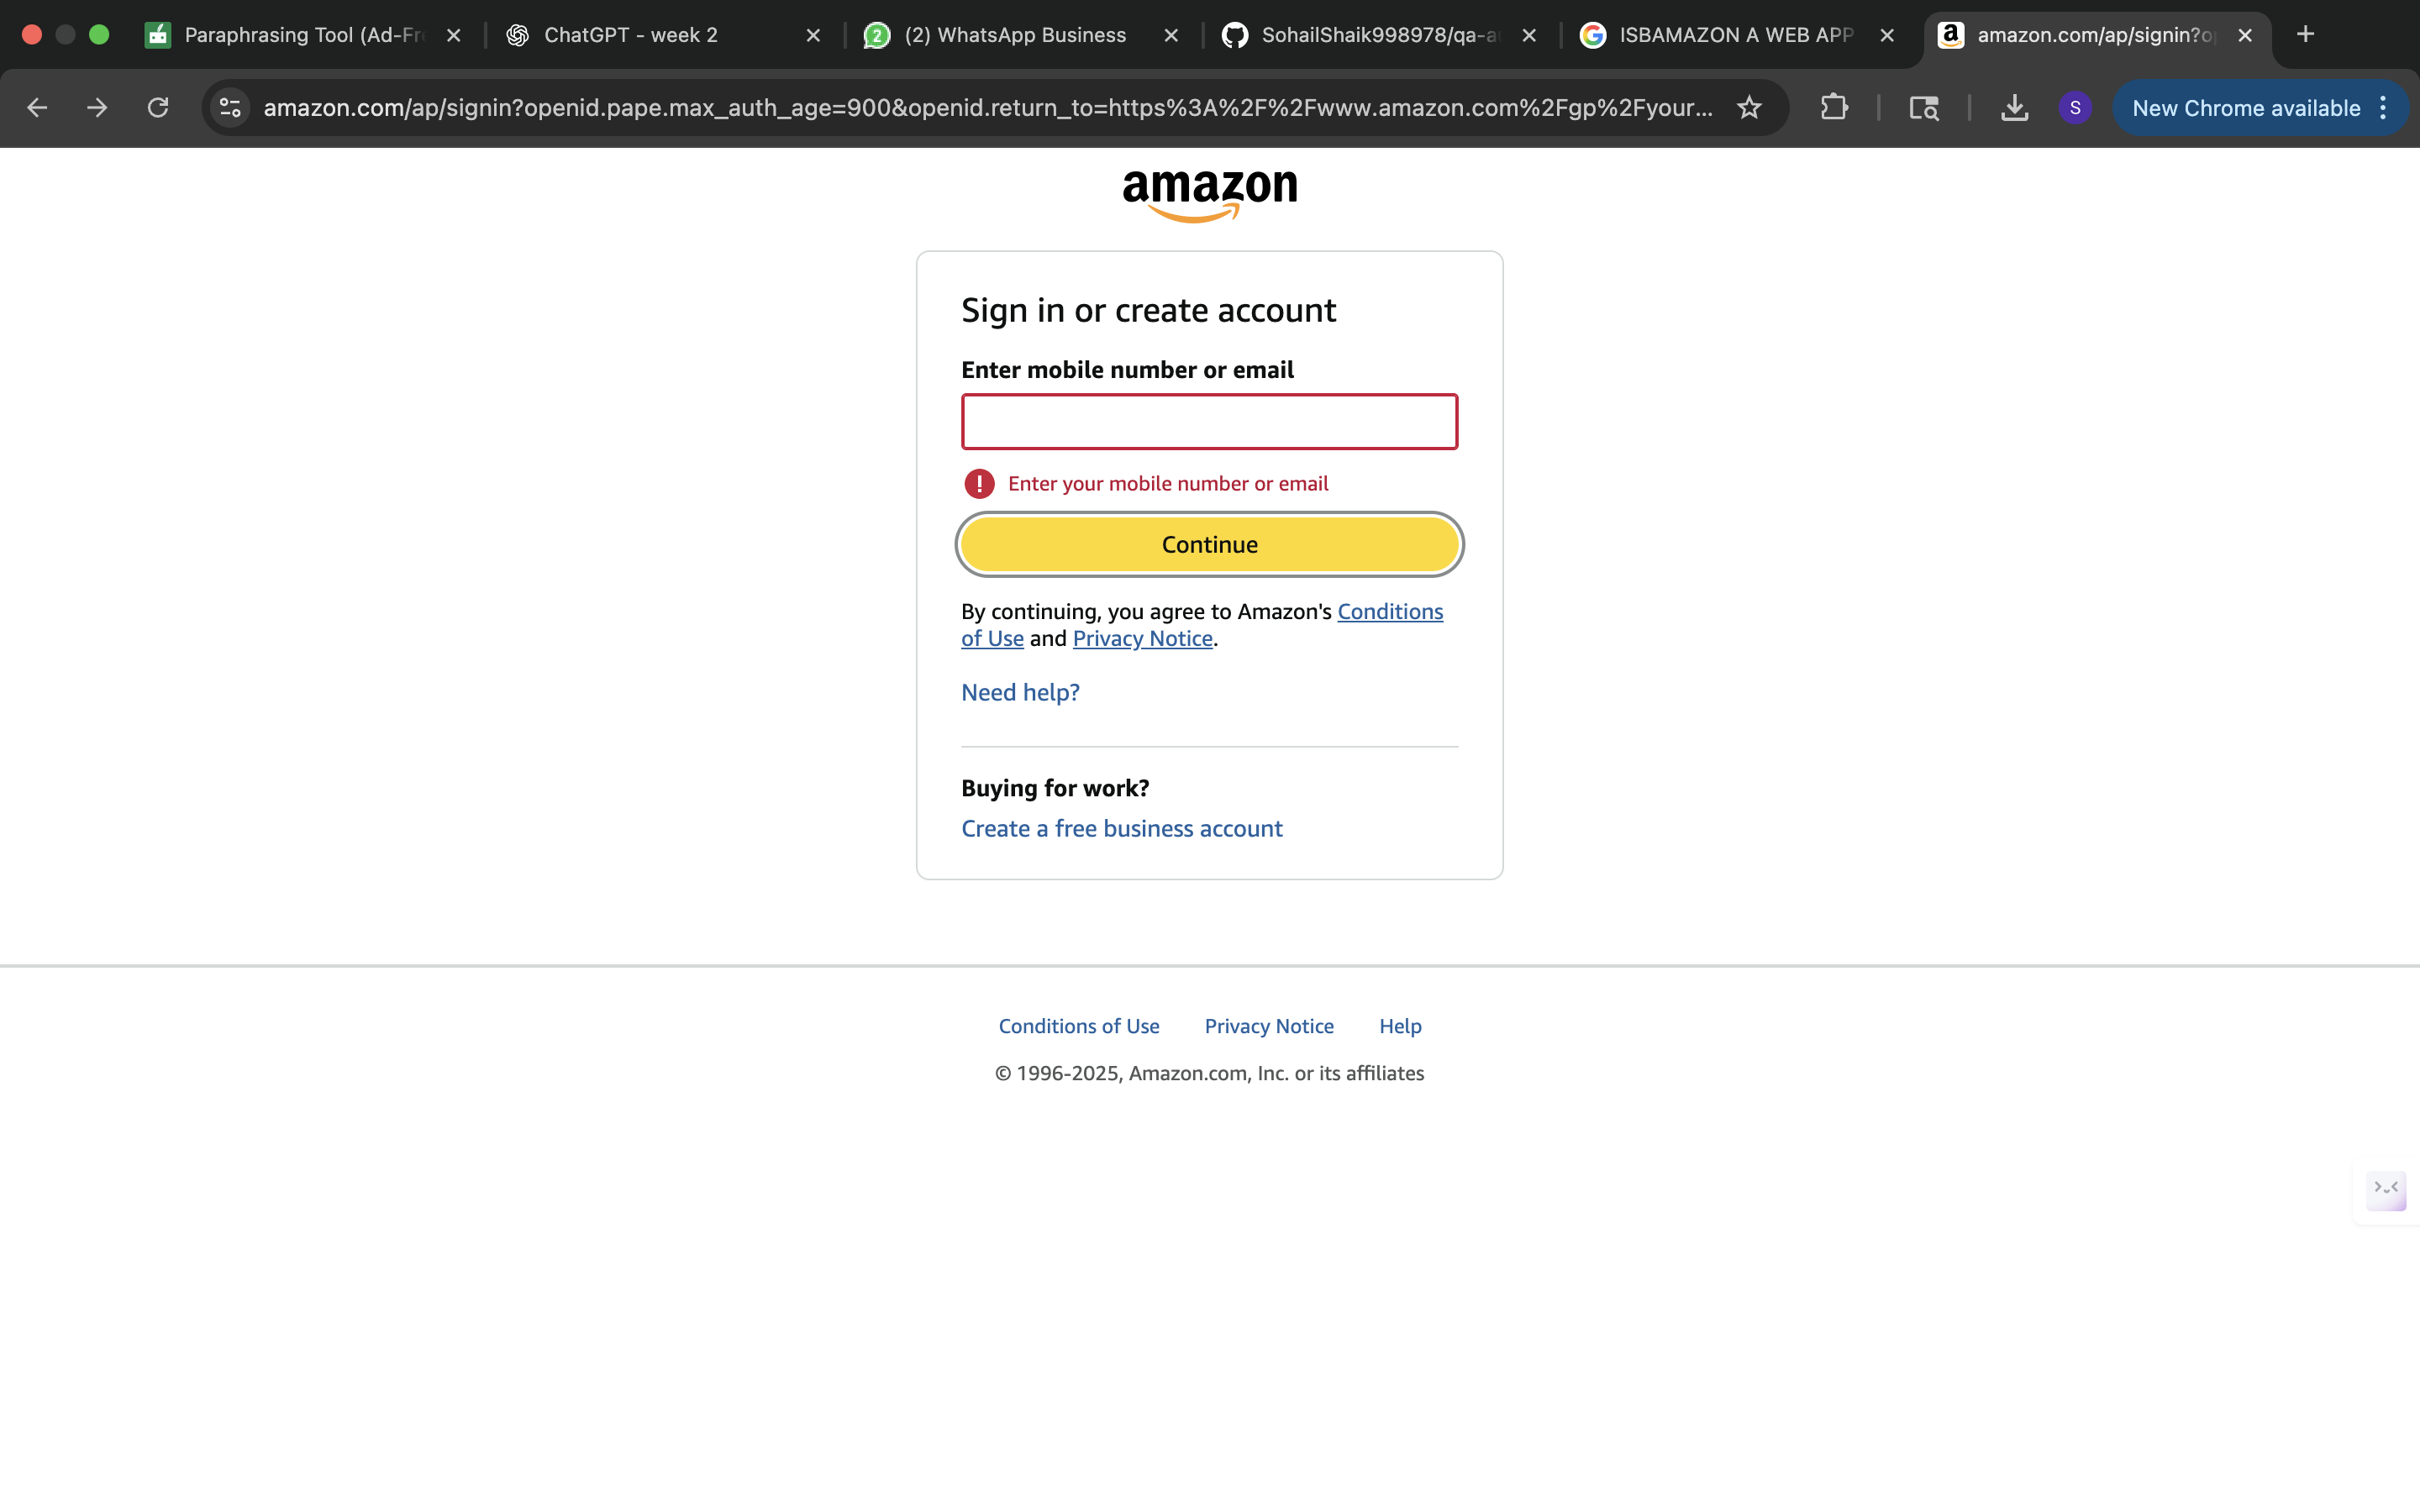 Paraphrasing Tool (Ad-Fr
ChatGPT - week 2
2 (2) WhatsApp Business
SohailShaik998978/qa-a
ISBAMAZON A WEB APP
amazon.com/ap/signin?o
amazon.com/ap/signin?openid.pape.max_auth_age=900&openid.return_to=https%3A%2F%2Fwww.amazon.com%2Fgp%2Fyour...
S
New Chrome available
amazon
Sign in or create account
Enter mobile number or email
Enter your mobile number or email
Continue
By continuing, you agree to Amazon's Conditions
of Use and Privacy Notice.
Need help?
Buying for work?
Create a free business account
Conditions of Use Privacy Notice Help
© 1996-2025, Amazon.com, Inc. or its affiliates